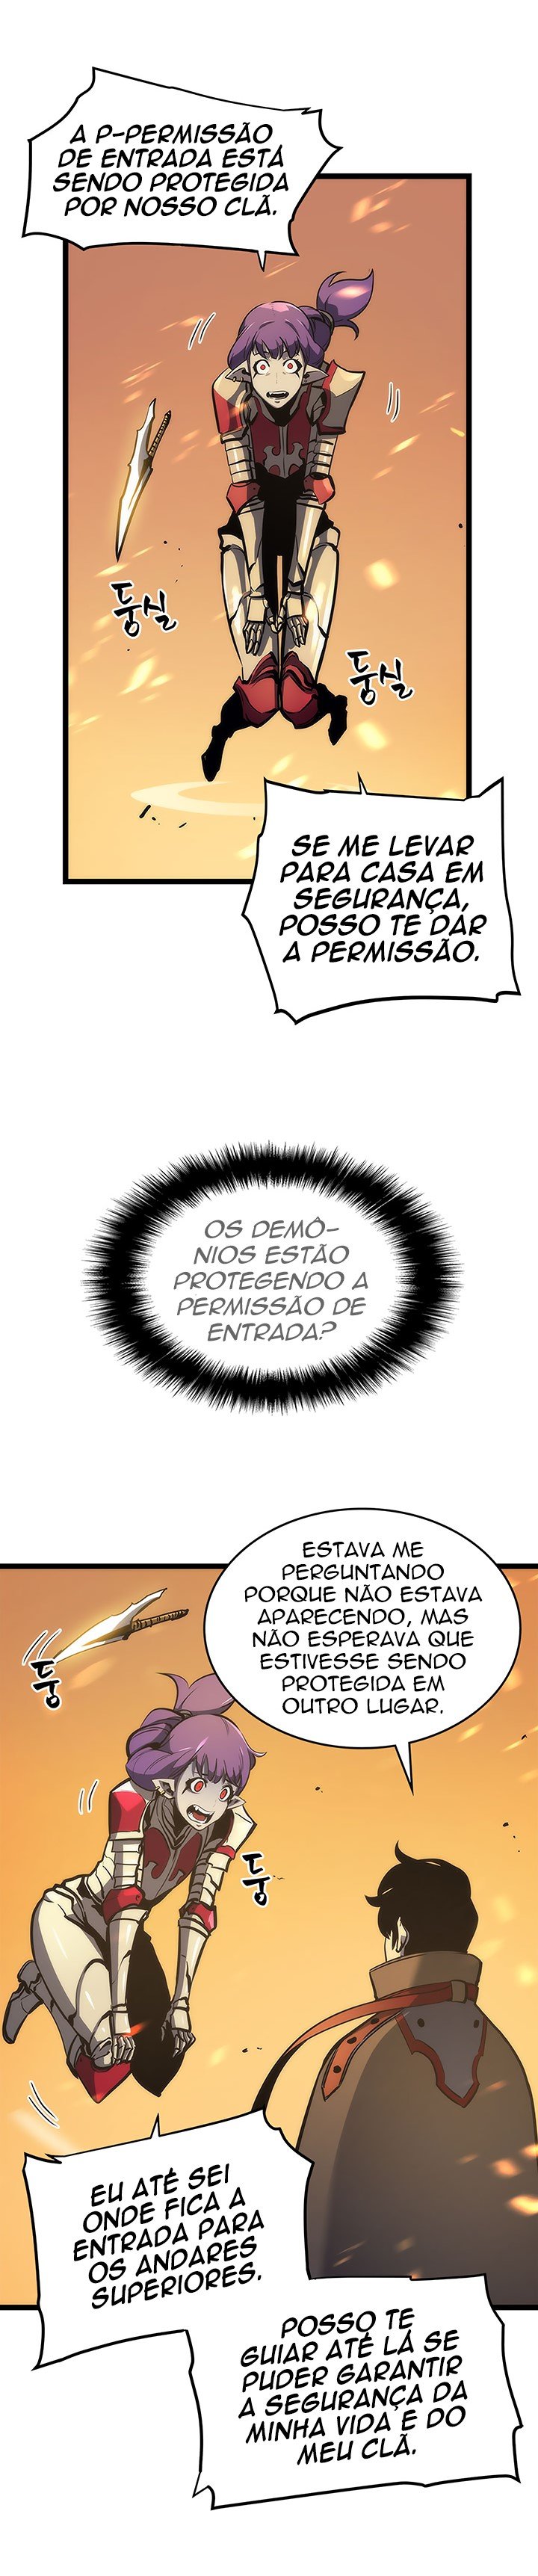 A P-PERMISSÃO
DE ENTRADA ESTÁ
SENDO PROTEGIDA
POR NOSSO CLÃ.
둥실
둥실
SE ME LEVAR
PARA CASA EM
SEGURANÇA,
POSSO TE DAR
A PERMISSÃO.
OS DEMÔ-
NIOS ESTÃO
PROTEGENDO A
PERMISSÃO DE
ENTRADA?
ESTAVA ME
PERGUNTANDO
PORQUE NÃO ESTAVA
APARECENDO, MAS
NÃO ESPERAVA QUE
ESTIVESSE SENDO
PROTEGIDA EM
OUTRO LUGAR.
둥
둥
EU ATÉ SEI
ONDE FICA A
ENTRADA PARA
OS ANDARES
SUPERIORES.
POSSO TE
GUIAR ATÉ LÁ SE
PUDER GARANTIR
A SEGURANÇA DA
MINHA VIDA E DO
MEU CLÃ.